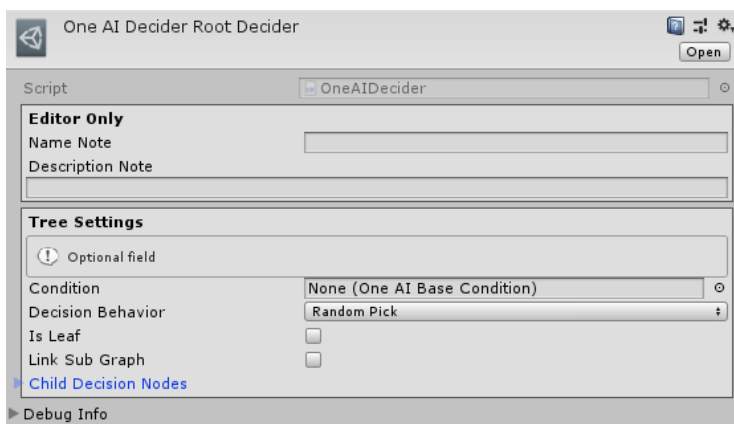 One AI Decider Root Decider
Open
Script OneAIDecider
Editor Only
Name Note
Description Note
Tree Settings
Optional field
Condition None (One AI Base Condition)
Decision Behavior Random Pick
Is Leaf
Link Sub Graph
Child Decision Nodes
Debug Info